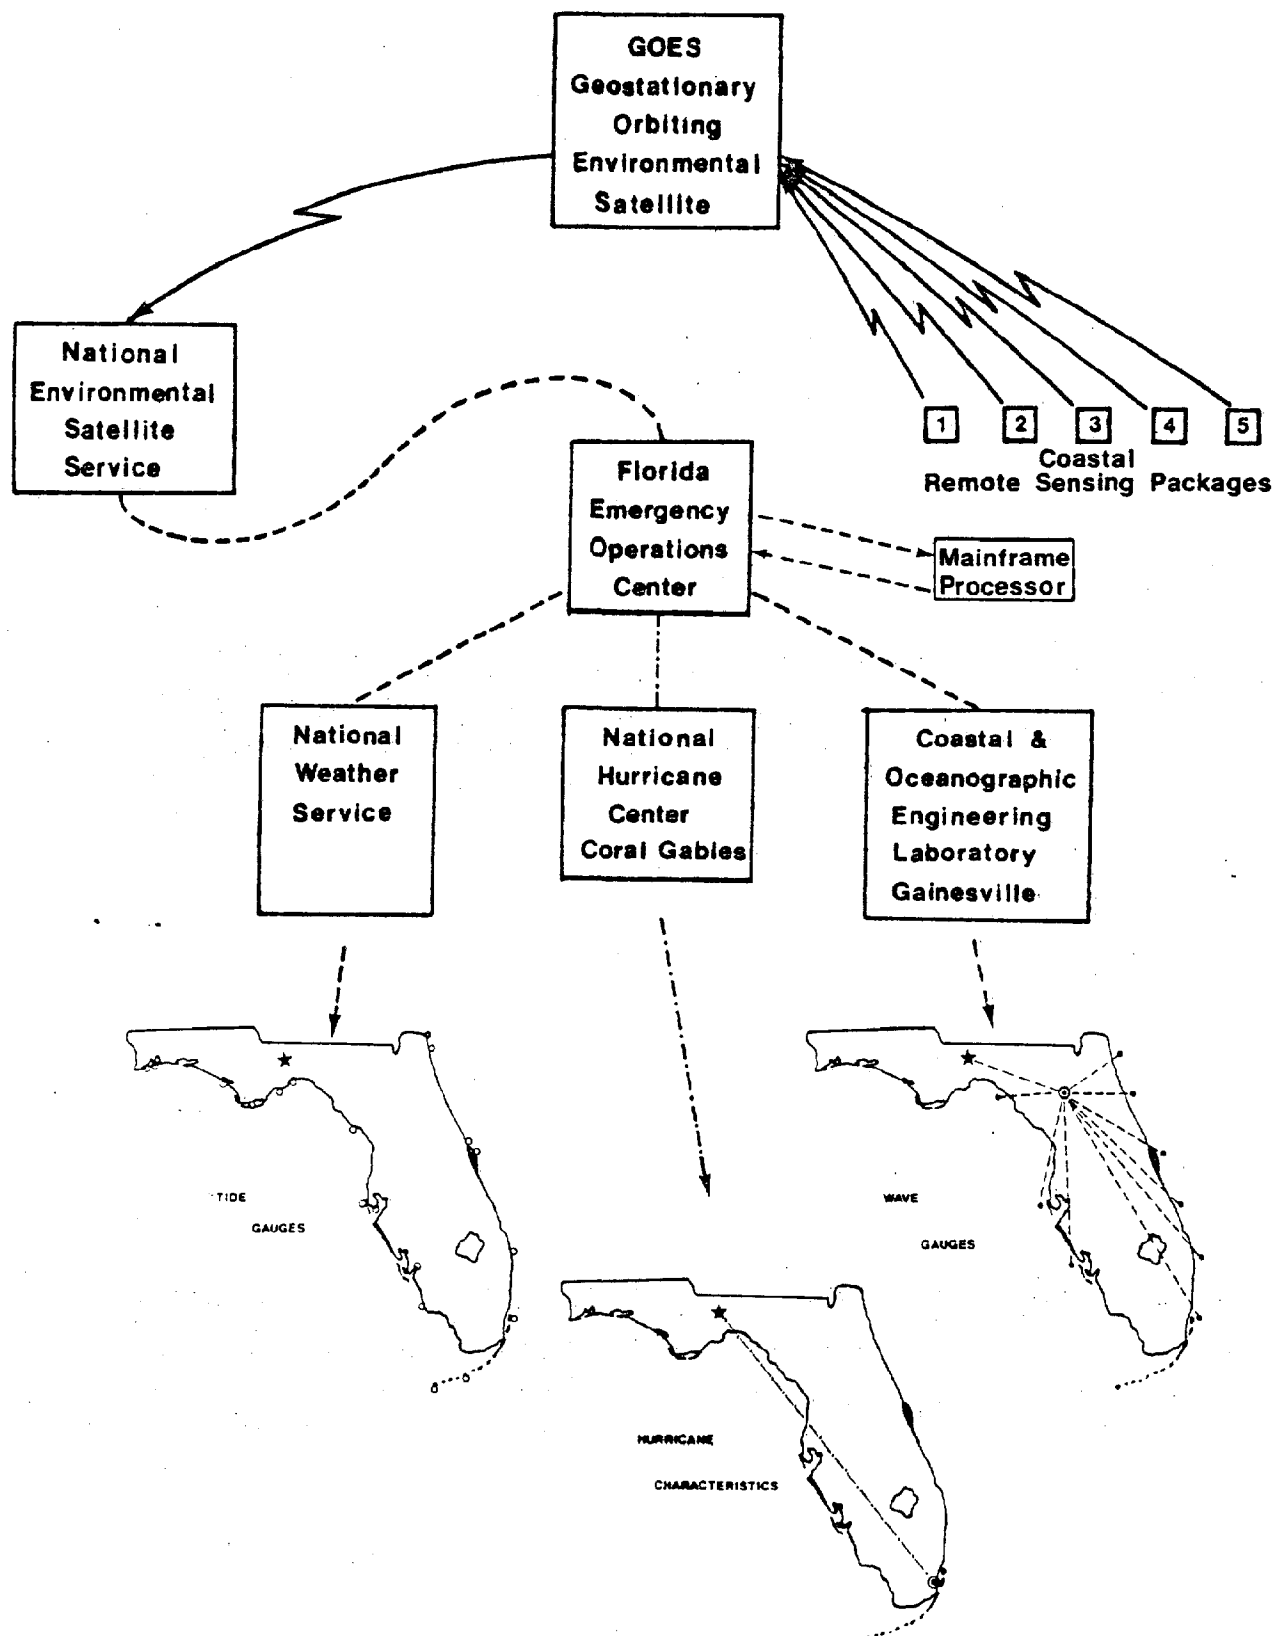 GOES
Geostationary
Orbiting
Environmental
Satellite
National
Environmental
Satellite
Service
1 2 3 4 5
Coastal
Remote Sensing Packages
Florida
Emergency
Operations
Center
Mainframe
Processor
National
Weather
Service
National
Hurricane
Center
Coral Gables
Coastal &
Oceanographic
Engineering
Laboratory
Gainesville
TIDE
GAUGES
WAVE
GAUGES
HURRICANE
CHARACTERISTICS